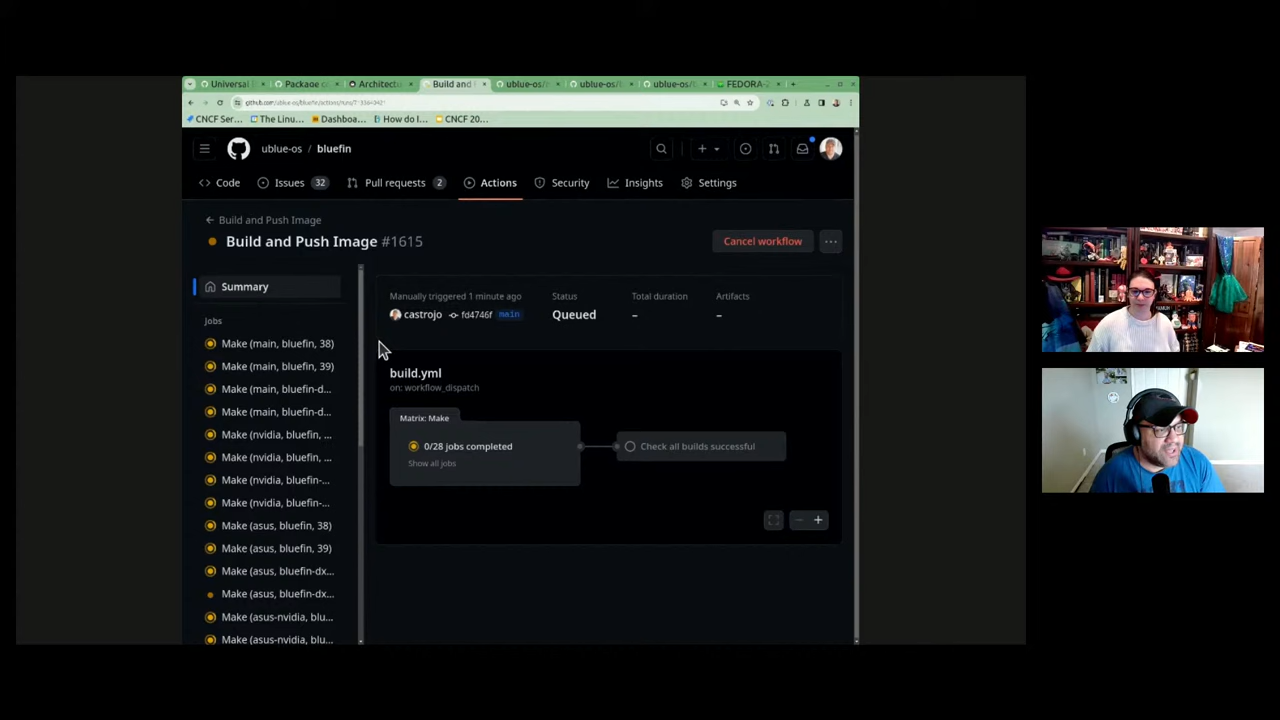 Universal
Package c
Architectu
Build and
ublue-os/
ublue-os/
ublue-os/
FEDORA-2
CNCF Ser...
The Linu...
Dashboa...
How do I...
CNCF 20...
ublue-os / bluefin
Code
Issues 32
Pull requests 2
Actions
Security
Insights
Settings
Build and Push Image
Build and Push Image #1615
Cancel workflow
Summary
Jobs
Make (main, bluefin, 38)
Make (main, bluefin, 39)
Make (main, bluefin-d...
Make (main, bluefin-d...
Make (nvidia, bluefin, ...
Make (nvidia, bluefin, ...
Make (nvidia, bluefin-...
Make (nvidia, bluefin-...
Make (asus, bluefin, 38)
Make (asus, bluefin, 39)
Make (asus, bluefin-dx...
Make (asus, bluefin-dx...
Make (asus-nvidia, blu...
Make (asus-nvidia, blu...
Manually triggered 1 minute ago
castrojo fd4746f main
Status
Queued
Total duration
–
Artifacts
–
build.yml
on: workflow_dispatch
Matrix: Make
0/28 jobs completed
Show all jobs
Check all builds successful